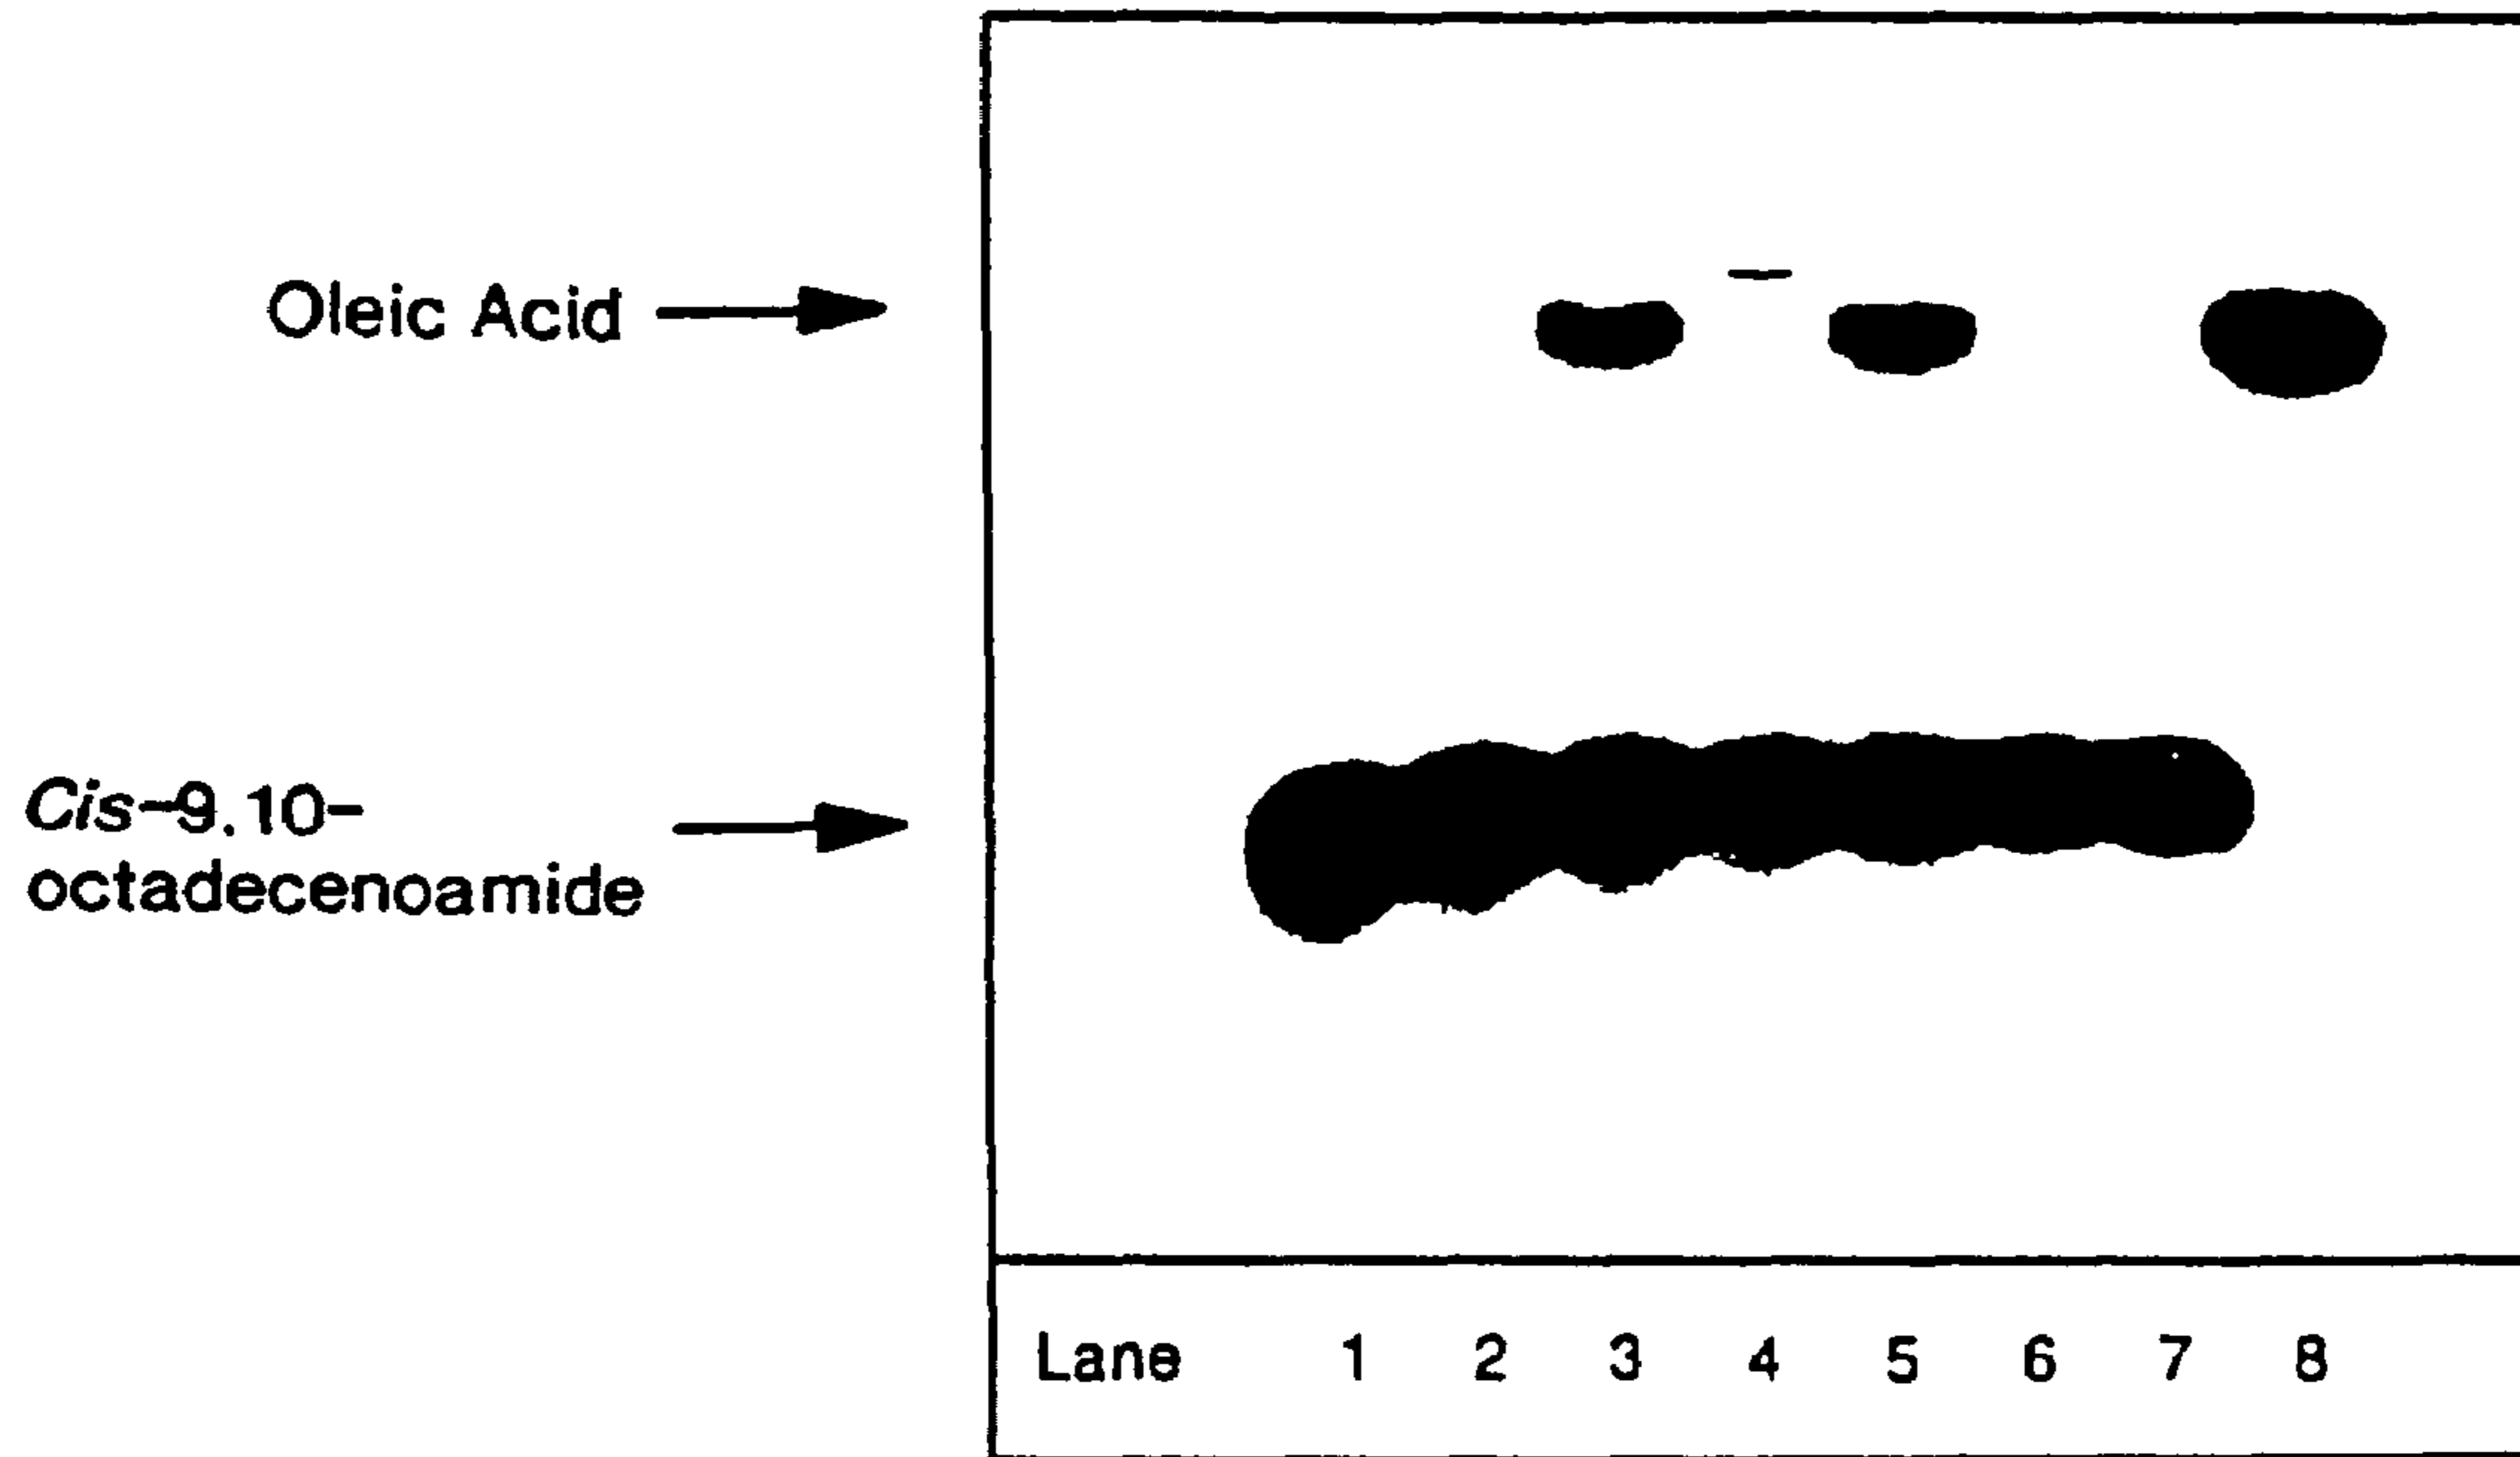 Oleic Acid
Cis-9.10-
octadecenoamide
Lane 1 2 3 4 5 6 7 8